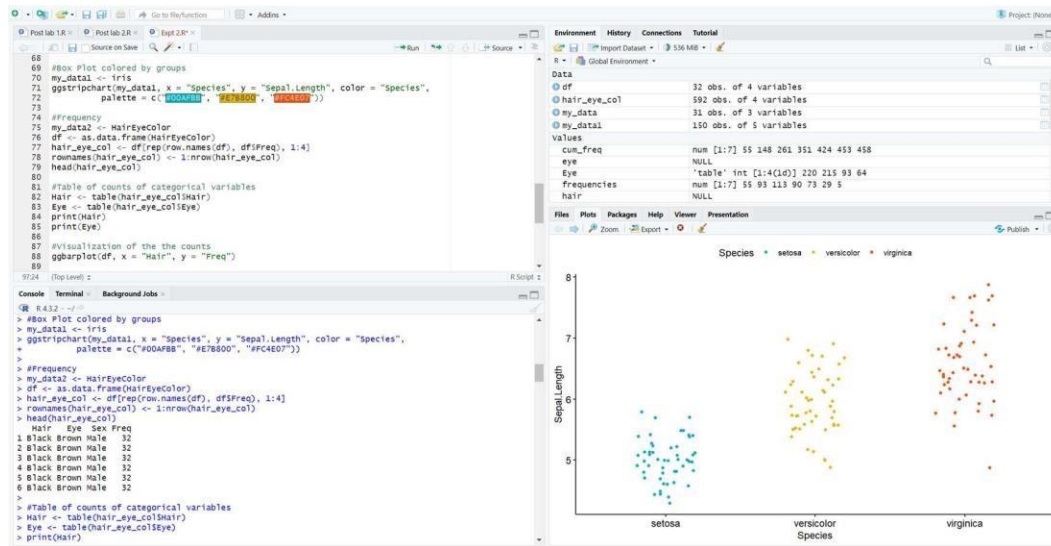 Go to file/function
Addins
Project: (None
Post lab 1.R
Post lab 2.R
Expt 2.R*
Source on Save
Run
Source
68
69 #Box Plot colored by groups
70 my_data1 <- iris
71 ggstripchart(my_data1, x = "Species", y = "Sepal.Length", color = "Species",
72 palette = c("#00AFBB", "#E7B800", "#FC4E07"))
73
74 #Frequency
75 my_data2 <- HairEyeColor
76 df <- as.data.frame(HairEyeColor)
77 hair_eye_col <- df[rep(row.names(df), df$Freq), 1:4]
78 rownames(hair_eye_col) <- 1:nrow(hair_eye_col)
79 head(hair_eye_col)
80
81 #Table of counts of categorical variables
82 Hair <- table(hair_eye_col$Hair)
83 Eye <- table(hair_eye_col$Eye)
84 print(Hair)
85 print(Eye)
86
87 #Visualization of the the counts
88 ggbarplot(df, x = "Hair", y = "Freq")
89
97:24 (Top Level)
R Script
Console Terminal Background Jobs
R 4.3.2 · ~/
> #Box Plot colored by groups
> my_data1 <- iris
> ggstripchart(my_data1, x = "Species", y = "Sepal.Length", color = "Species",
+ palette = c("#00AFBB", "#E7B800", "#FC4E07"))
>
> #Frequency
> my_data2 <- HairEyeColor
> df <- as.data.frame(HairEyeColor)
> hair_eye_col <- df[rep(row.names(df), df$Freq), 1:4]
> rownames(hair_eye_col) <- 1:nrow(hair_eye_col)
> head(hair_eye_col)
Hair Eye Sex Freq
1 Black Brown Male 32
2 Black Brown Male 32
3 Black Brown Male 32
4 Black Brown Male 32
5 Black Brown Male 32
6 Black Brown Male 32
>
> #Table of counts of categorical variables
> Hair <- table(hair_eye_col$Hair)
> Eye <- table(hair_eye_col$Eye)
> print(Hair)
Environment History Connections Tutorial
Import Dataset
536 MiB
List
R
Global Environment
Data
df 32 obs. of 4 variables
hair_eye_col 592 obs. of 4 variables
my_data 31 obs. of 3 variables
my_data1 150 obs. of 5 variables
Values
cum_freq num [1:7] 55 148 261 351 424 453 458
eye NULL
Eye 'table' int [1:4(1d)] 220 215 93 64
frequencies num [1:7] 55 93 113 90 73 29 5
hair NULL
Files Plots Packages Help Viewer Presentation
Zoom Export
Publish
Species setosa versicolor virginica
8
7
6
5
Sepal.Length
setosa versicolor virginica
Species